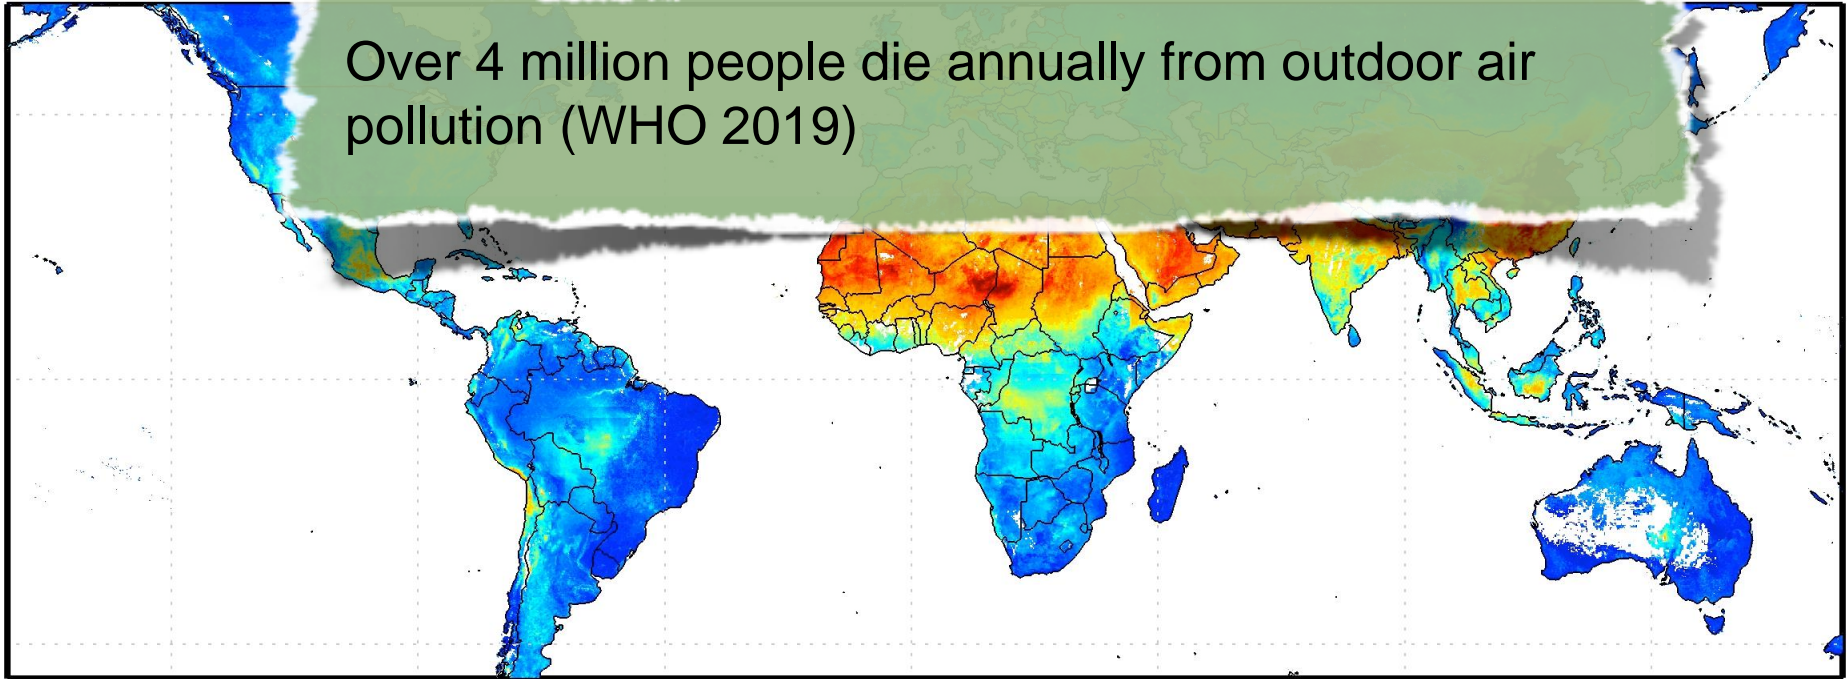 Over 4 million people die annually from outdoor air
pollution (WHO 2019)